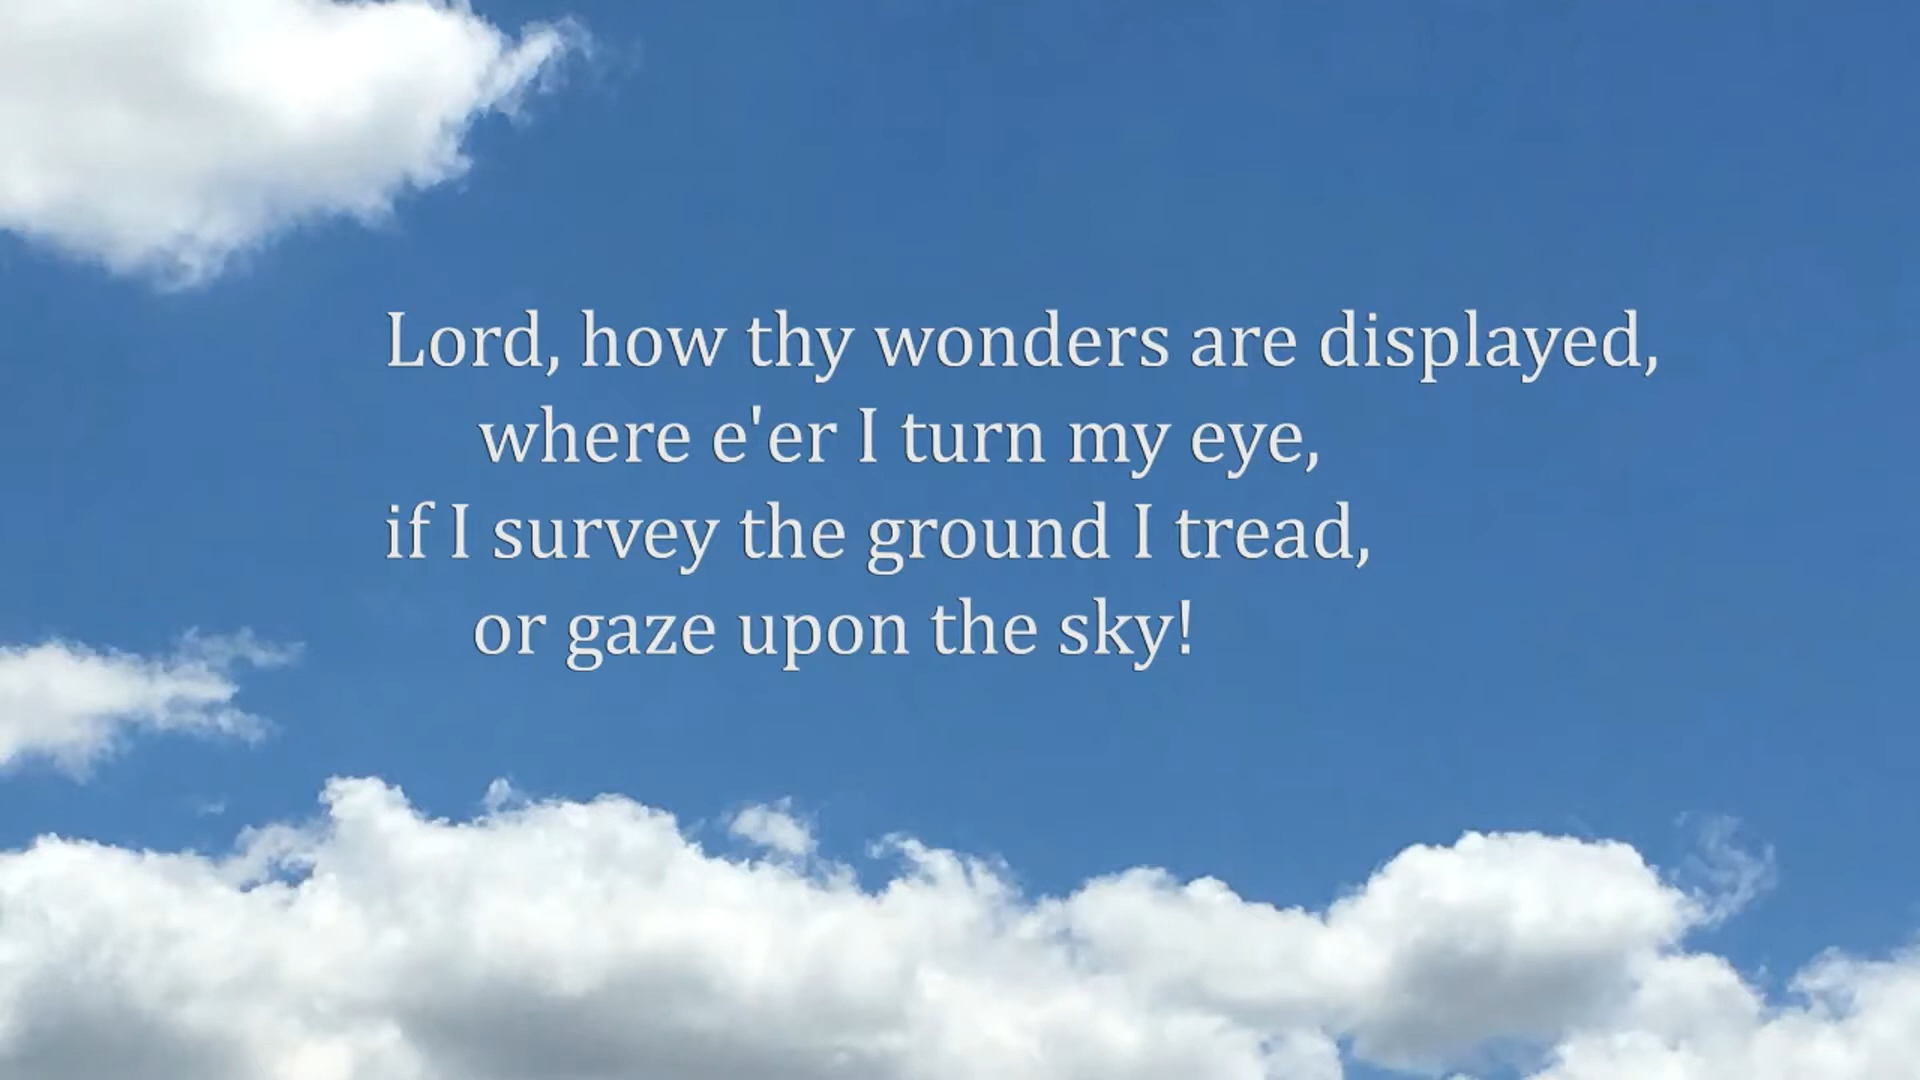 Lord, how thy wonders are displayed,
where e'er I turn my eye,
if I survey the ground I tread,
or gaze upon the sky!